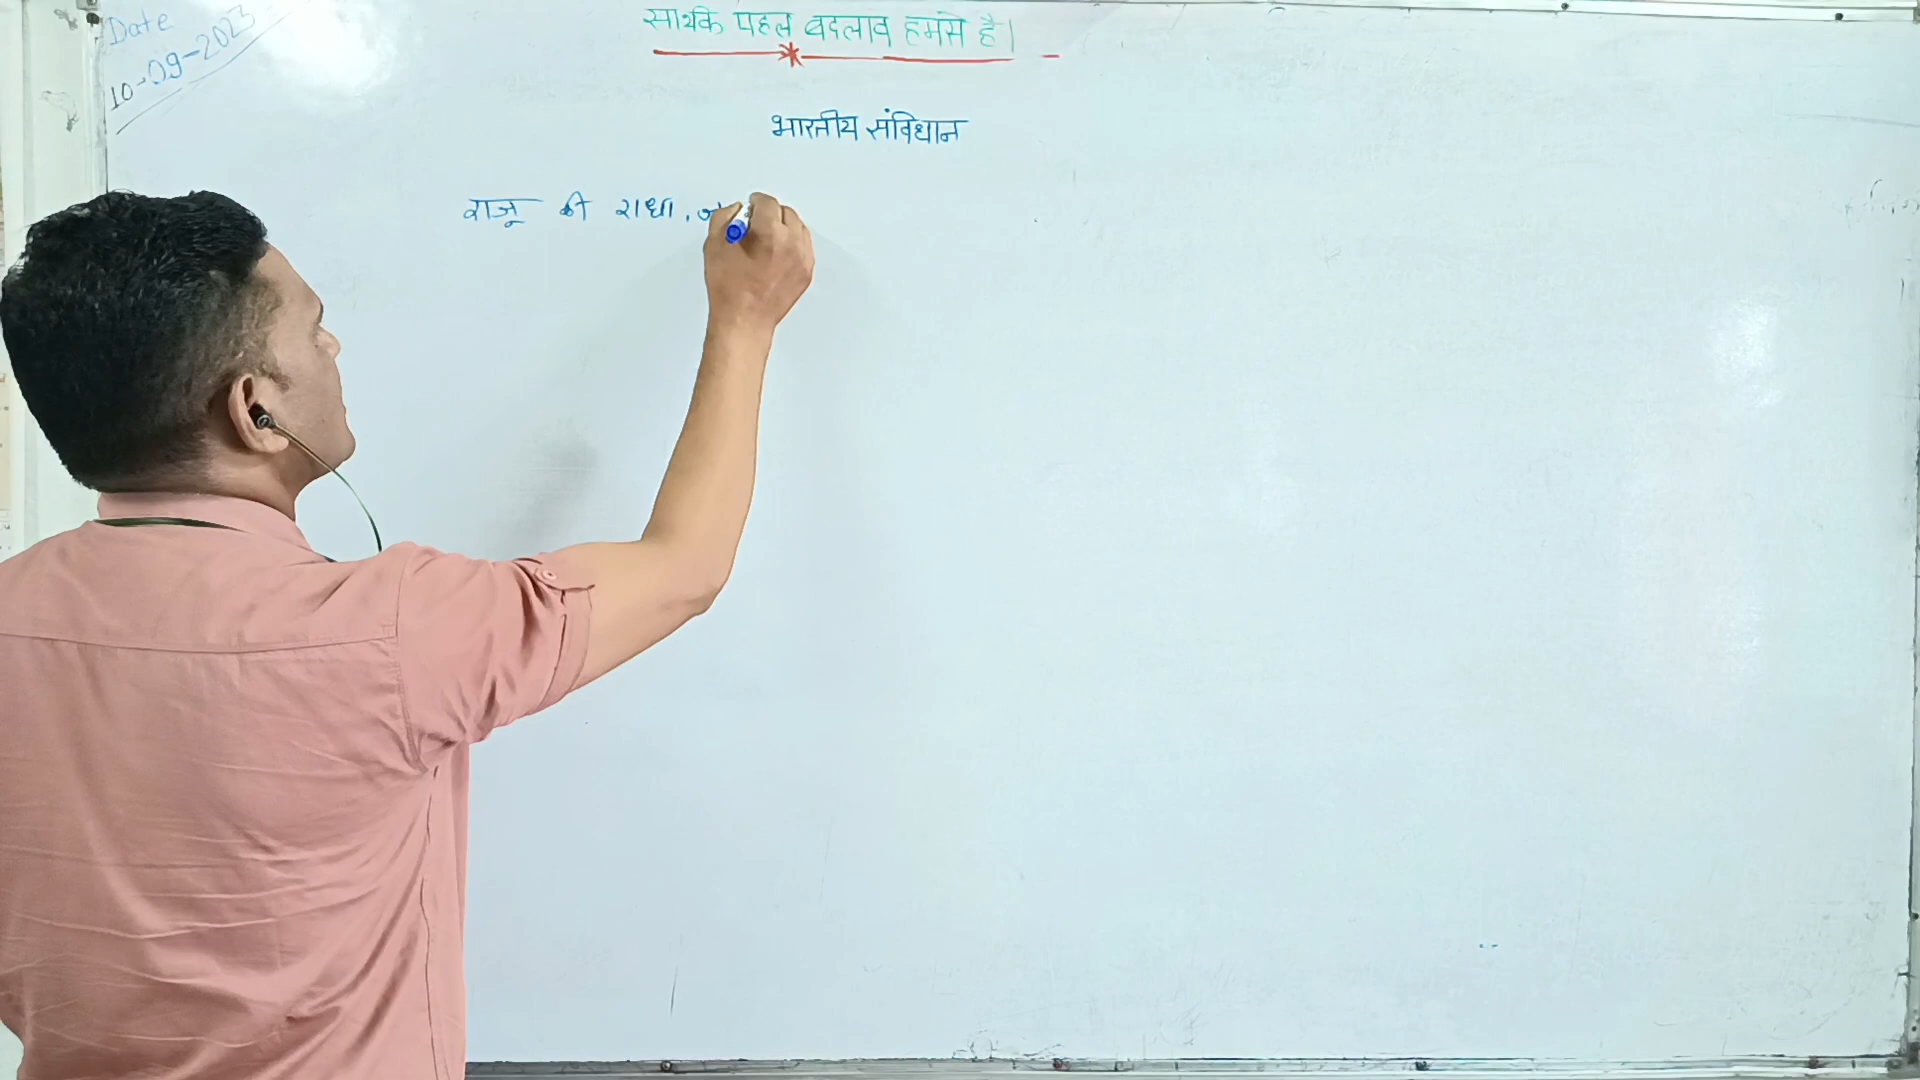 Date
10-09-2023
सार्थक पहल बदलाव हमसे है।
भारतीय संविधान
राजू की राधा,